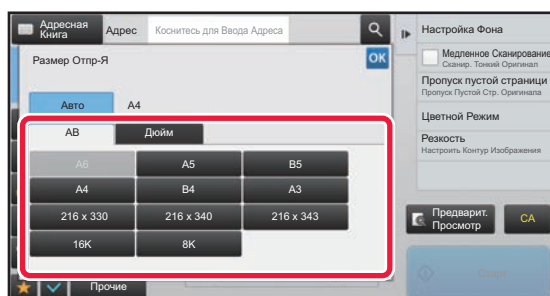 Адресная
Книга
Адрес
Коснитесь для Ввода Адреса
Размер Отпр-Я
OK
Авто
A4
AB
Дюйм
A6
A5
B5
A4
B4
A3
216 x 330
216 x 340
216 x 343
16K
8K
Прочие
Настройка Фона
Медленное Сканирование
Сканир. Тонкий Оригинал
Пропуск пустой страници
Пропуск Пустой Стр. Оригинала
Цветной Режим
Резкость
Настроить Контур Изображения
Предварит.
Просмотр
CA
Старт